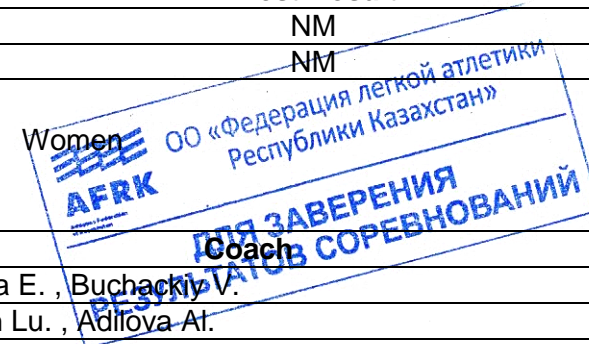 NM
NM
Women
ОО «Федерация легкой атлетики
Республики Казахстан»
AFRK
ДЛЯ ЗАВЕРЕНИЯ
РЕЗУЛЬТАТОВ СОРЕВНОВАНИЙ
Coach
a E. , Buchackiy V.
Lu. , Adilova Al.